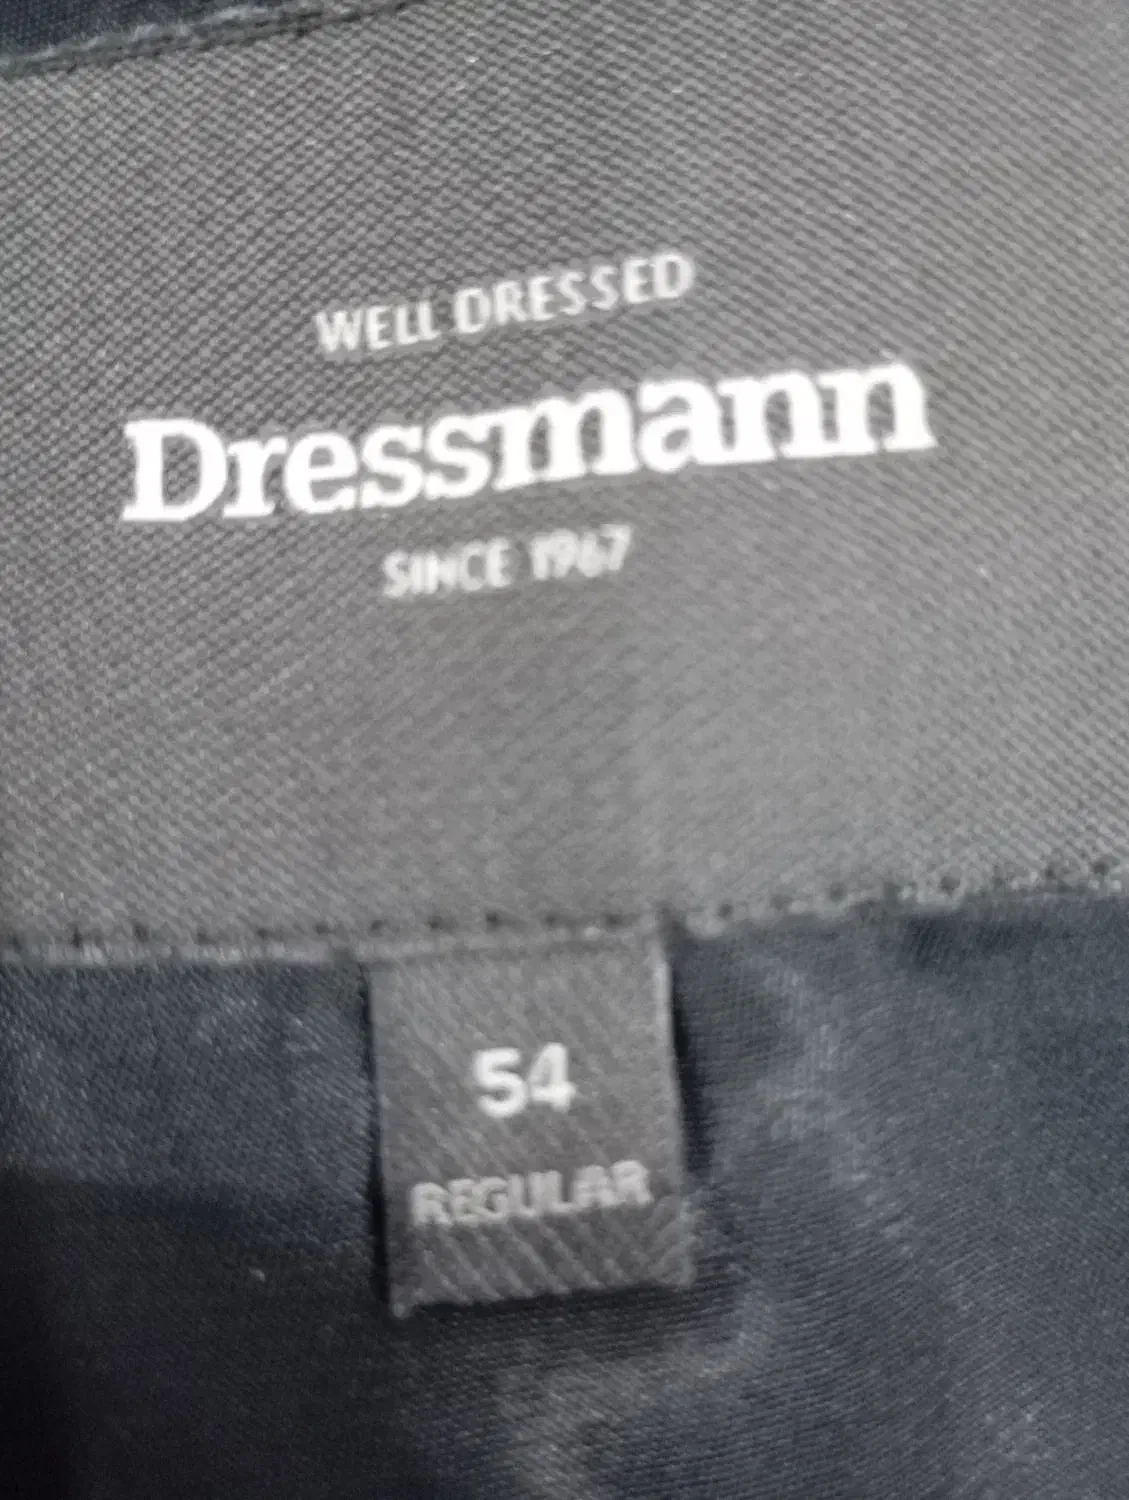 WELL DRESSED
Dressmann
SINCE 1967
54
REGULAR